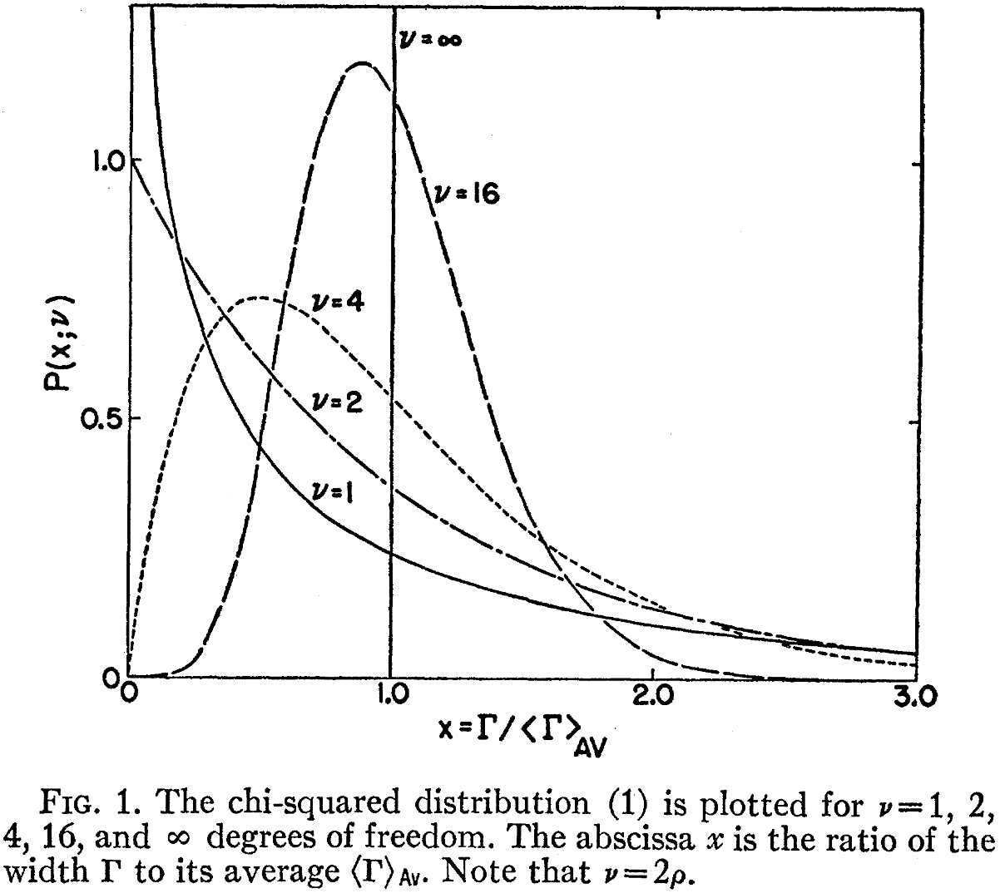 ν=∞
1.0
ν=16
ν=4
P(x;ν)
ν=2
0.5
ν=1
0
0
1.0
2.0
3.0
x=Γ/⟨Γ⟩AV
FIG. 1. The chi-squared distribution (1) is plotted for ν=1, 2,
4, 16, and ∞ degrees of freedom. The abscissa x is the ratio of the
width Γ to its average ⟨Γ⟩Av. Note that ν=2ρ.